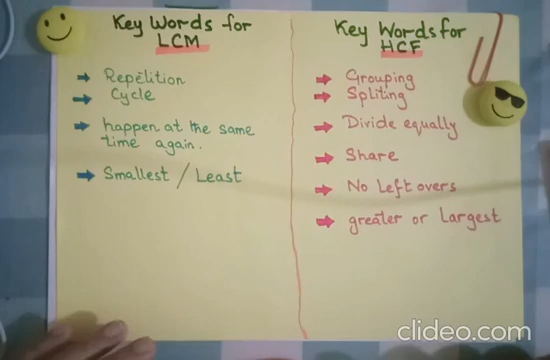 Key Words for
LCM
Repetition
Cycle
happen at the same
time again.
Smallest / Least
Key Words for
HCF
Grouping
Spliting
Divide equally
Share
No Left overs
greater or Largest
clideo.com